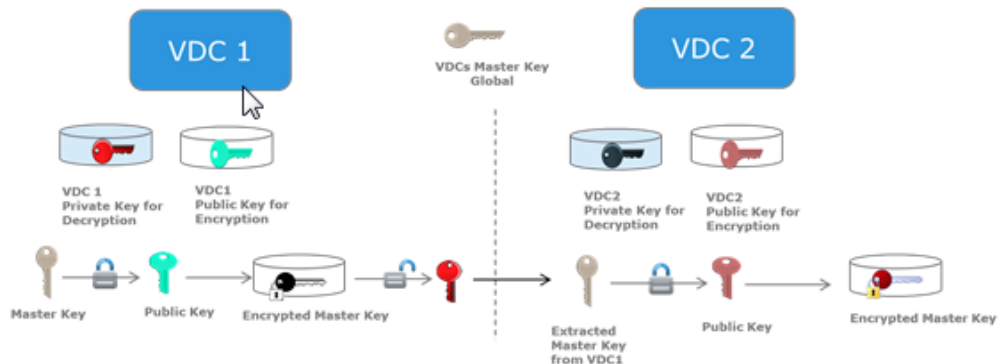 VDC 1
VDCs Master Key
Global
VDC 2
VDC 1
Private Key for
Decryption
VDC1
Public Key for
Encryption
VDC2
Private Key for
Decryption
VDC2
Public Key for
Encryption
Master Key
Public Key
Encrypted Master Key
Extracted
Master Key
from VDC1
Public Key
Encrypted Master Key